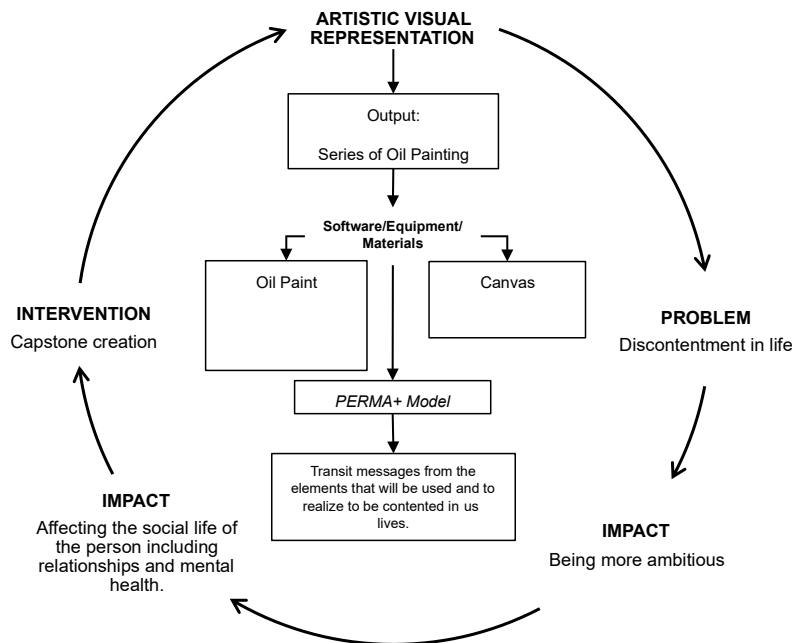 ARTISTIC VISUAL
REPRESENTATION
Output:
Series of Oil Painting
Software/Equipment/
Materials
Oil Paint
Canvas
INTERVENTION
Capstone creation
PROBLEM
Discontentment in life
PERMA+ Model
Transit messages from the
elements that will be used and to
realize to be contented in us
lives.
IMPACT
Affecting the social life of
the person including
relationships and mental
health.
IMPACT
Being more ambitious